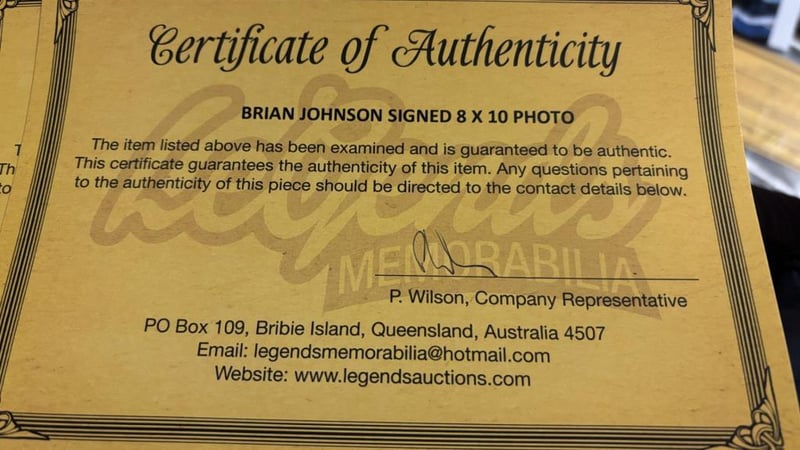 Certificate of Authenticity
BRIAN JOHNSON SIGNED 8 X 10 PHOTO
The item listed above has been examined and is guaranteed to be authentic.
This certificate guarantees the authenticity of this item. Any questions pertaining
to the authenticity of this piece should be directed to the contact details below.
Legends
MEMORABILIA
P. Wilson, Company Representative
PO Box 109, Bribie Island, Queensland, Australia 4507
Email: legendsmemorabilia@hotmail.com
Website: www.legendsauctions.com